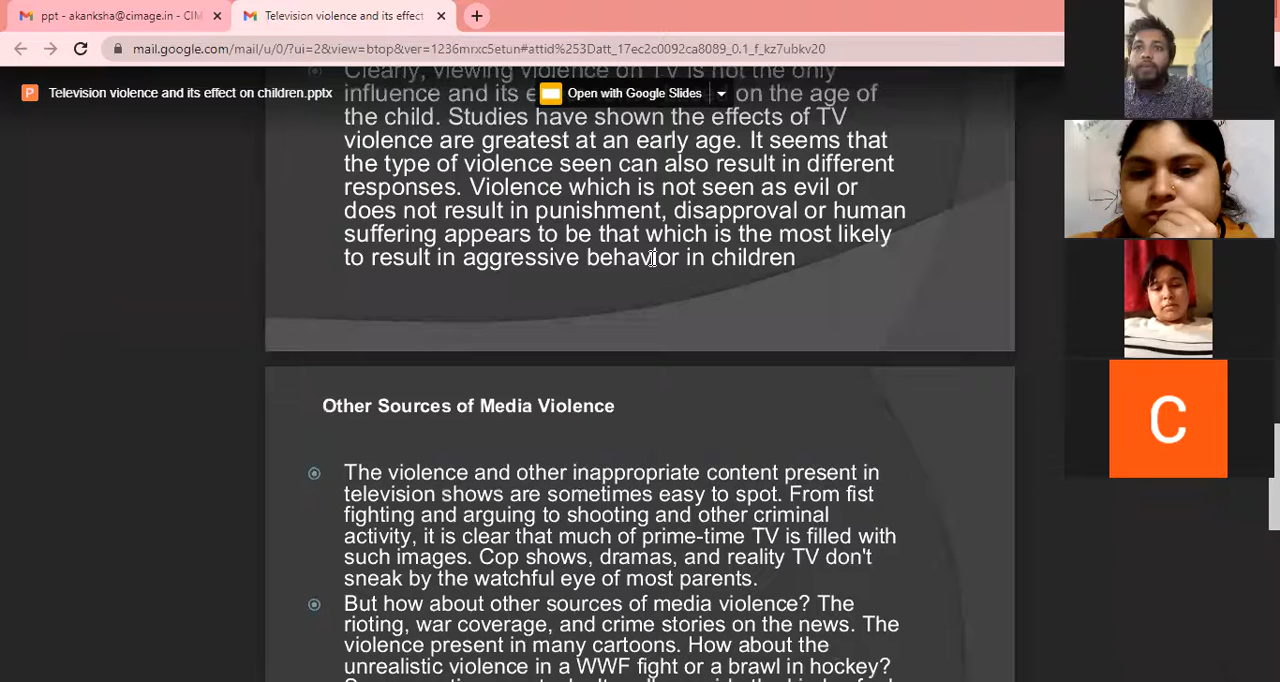 ppt - akanksha@cimage.in - CIM
Television violence and its effect
mail.google.com/mail/u/0/?ui=2&view=btop&ver=1236mrxc5etun#attid%253Datt_17ec2c0092ca8089_0.1_f_kz7ubkv20
Television violence and its effect on children.pptx
Open with Google Slides
Clearly, viewing violence on TV is not the only
influence and its e on the age of
the child. Studies have shown the effects of TV
violence are greatest at an early age. It seems that
the type of violence seen can also result in different
responses. Violence which is not seen as evil or
does not result in punishment, disapproval or human
suffering appears to be that which is the most likely
to result in aggressive behavior in children
Other Sources of Media Violence
The violence and other inappropriate content present in
television shows are sometimes easy to spot. From fist
fighting and arguing to shooting and other criminal
activity, it is clear that much of prime-time TV is filled with
such images. Cop shows, dramas, and reality TV don't
sneak by the watchful eye of most parents.
But how about other sources of media violence? The
rioting, war coverage, and crime stories on the news. The
violence present in many cartoons. How about the
unrealistic violence in a WWF fight or a brawl in hockey?
C